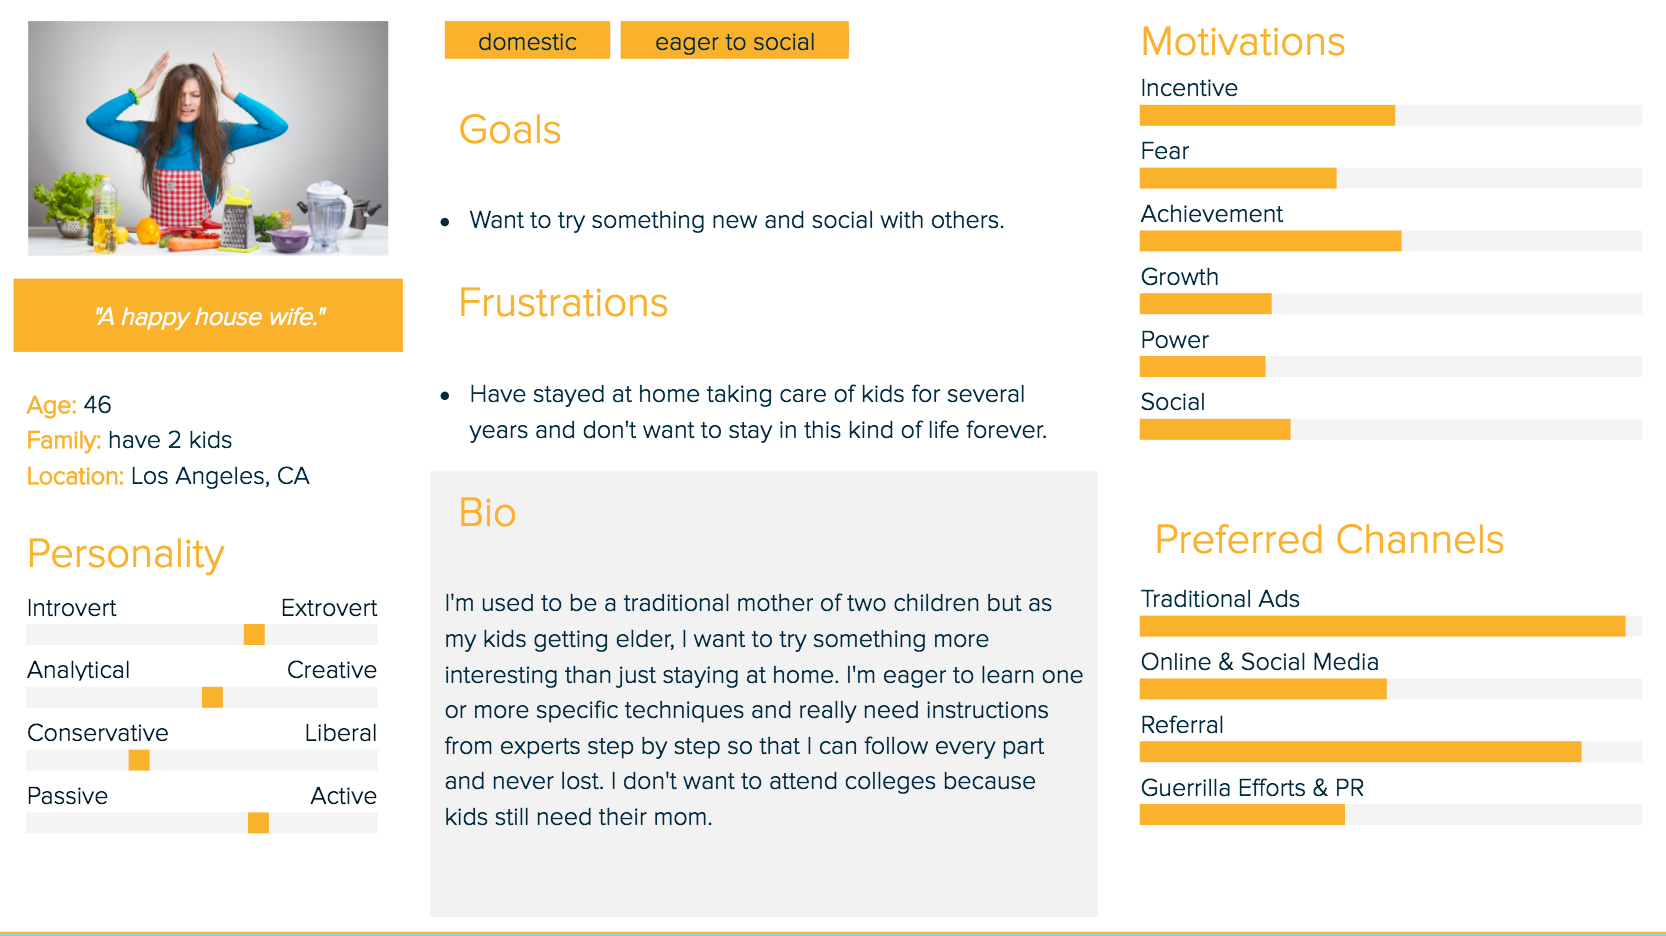 domestic
eager to social
"A happy house wife."
Age: 46
Family: have 2 kids
Location: Los Angeles, CA
Personality
Introvert Extrovert
Analytical Creative
Conservative Liberal
Passive Active
Goals
• Want to try something new and social with others.
Frustrations
• Have stayed at home taking care of kids for several
years and don't want to stay in this kind of life forever.
Bio
I'm used to be a traditional mother of two children but as
my kids getting elder, I want to try something more
interesting than just staying at home. I'm eager to learn one
or more specific techniques and really need instructions
from experts step by step so that I can follow every part
and never lost. I don't want to attend colleges because
kids still need their mom.
Motivations
Incentive
Fear
Achievement
Growth
Power
Social
Preferred Channels
Traditional Ads
Online & Social Media
Referral
Guerrilla Efforts & PR